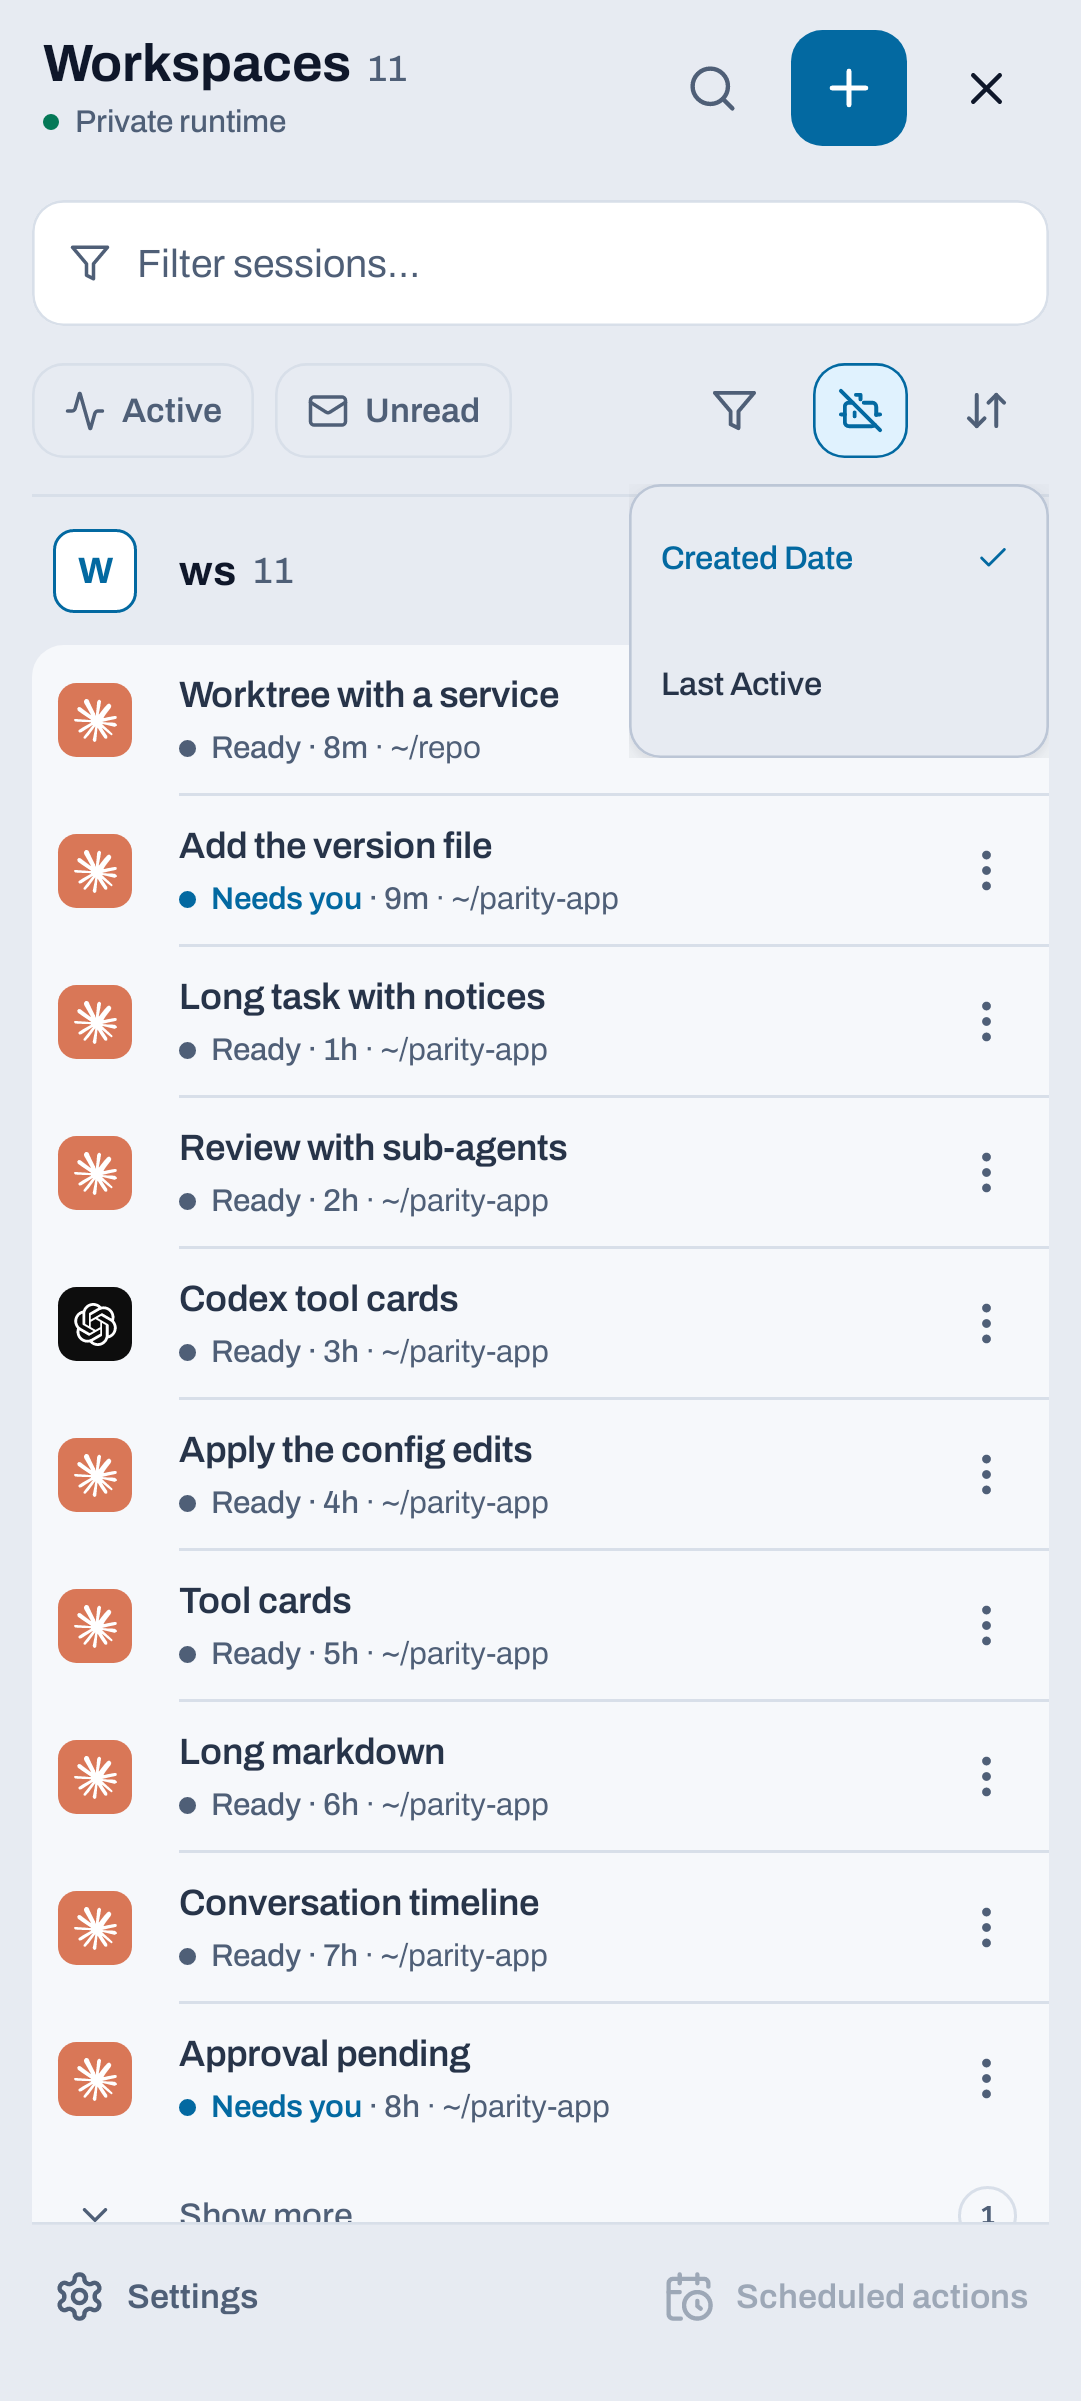 Workspaces 11
Private runtime
Filter sessions...
Active
Unread
W
ws 11
Created Date
Last Active
Worktree with a service
Ready · 8m · ~/repo
Add the version file
Needs you · 9m · ~/parity-app
Long task with notices
Ready · 1h · ~/parity-app
Review with sub-agents
Ready · 2h · ~/parity-app
Codex tool cards
Ready · 3h · ~/parity-app
Apply the config edits
Ready · 4h · ~/parity-app
Tool cards
Ready · 5h · ~/parity-app
Long markdown
Ready · 6h · ~/parity-app
Conversation timeline
Ready · 7h · ~/parity-app
Approval pending
Needs you · 8h · ~/parity-app
Show more 1
Settings
Scheduled actions